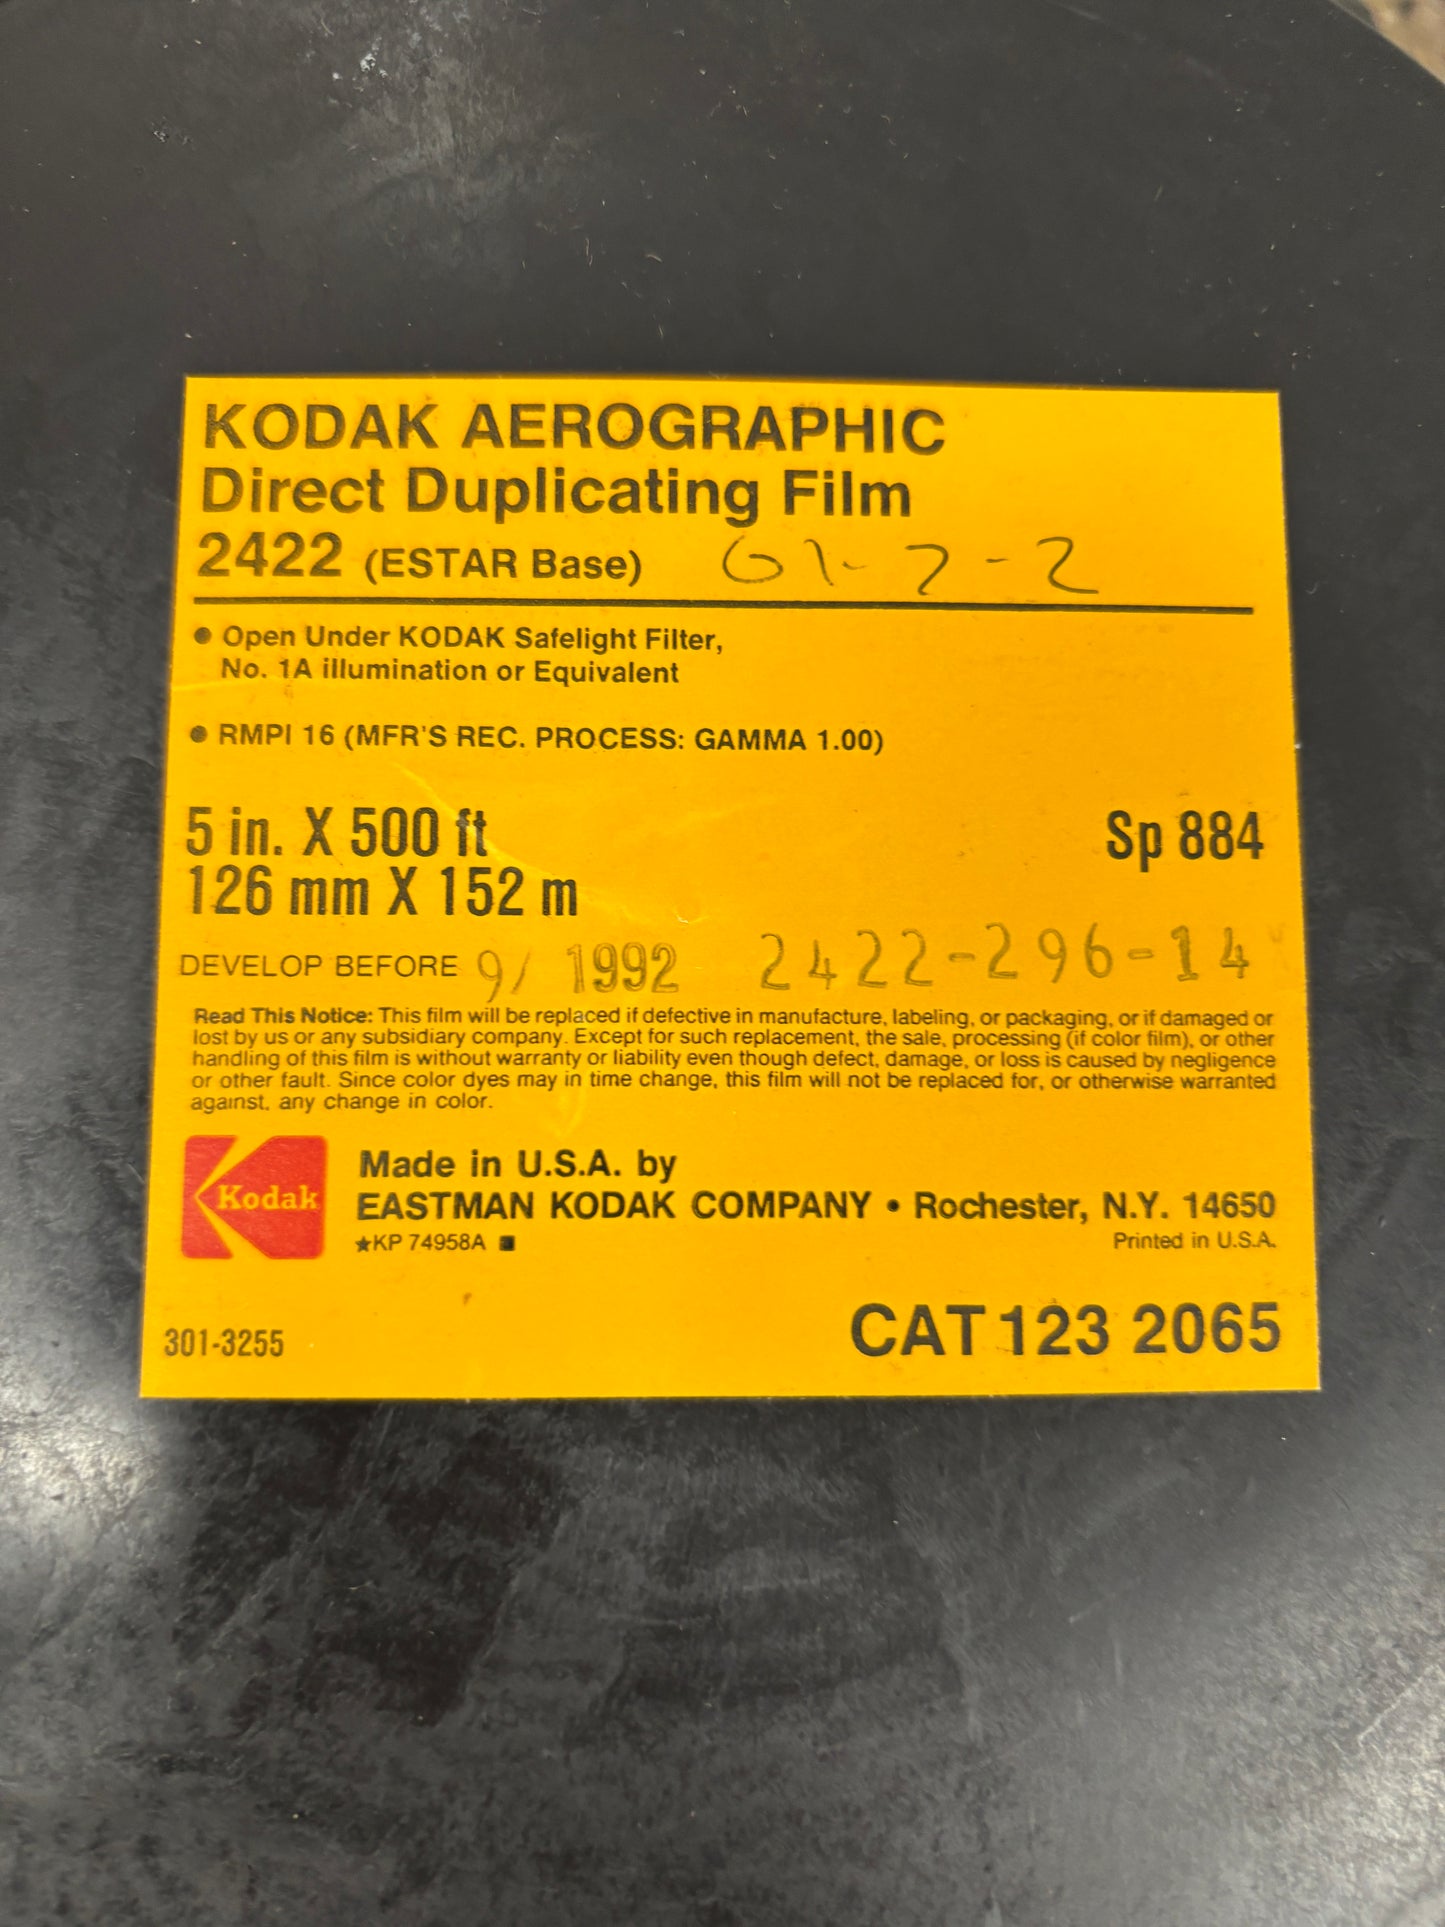 KODAK AEROGRAPHIC
Direct Duplicating Film
2422 (ESTAR Base) 01-7-2
• Open Under KODAK Safelight Filter,
No. 1A illumination or Equivalent
• RMPI 16 (MFR'S REC. PROCESS: GAMMA 1.00)
5 in. X 500 ft Sp 884
126 mm X 152 m
DEVELOP BEFORE 9/ 1992 2422-296-14
Read This Notice: This film will be replaced if defective in manufacture, labeling, or packaging, or if damaged or
lost by us or any subsidiary company. Except for such replacement, the sale, processing (if color film), or other
handling of this film is without warranty or liability even though defect, damage, or loss is caused by negligence
or other fault. Since color dyes may in time change, this film will not be replaced for, or otherwise warranted
against, any change in color.
Kodak
Made in U.S.A. by
EASTMAN KODAK COMPANY • Rochester, N.Y. 14650
★KP 74958A ■ Printed in U.S.A.
301-3255 CAT 123 2065